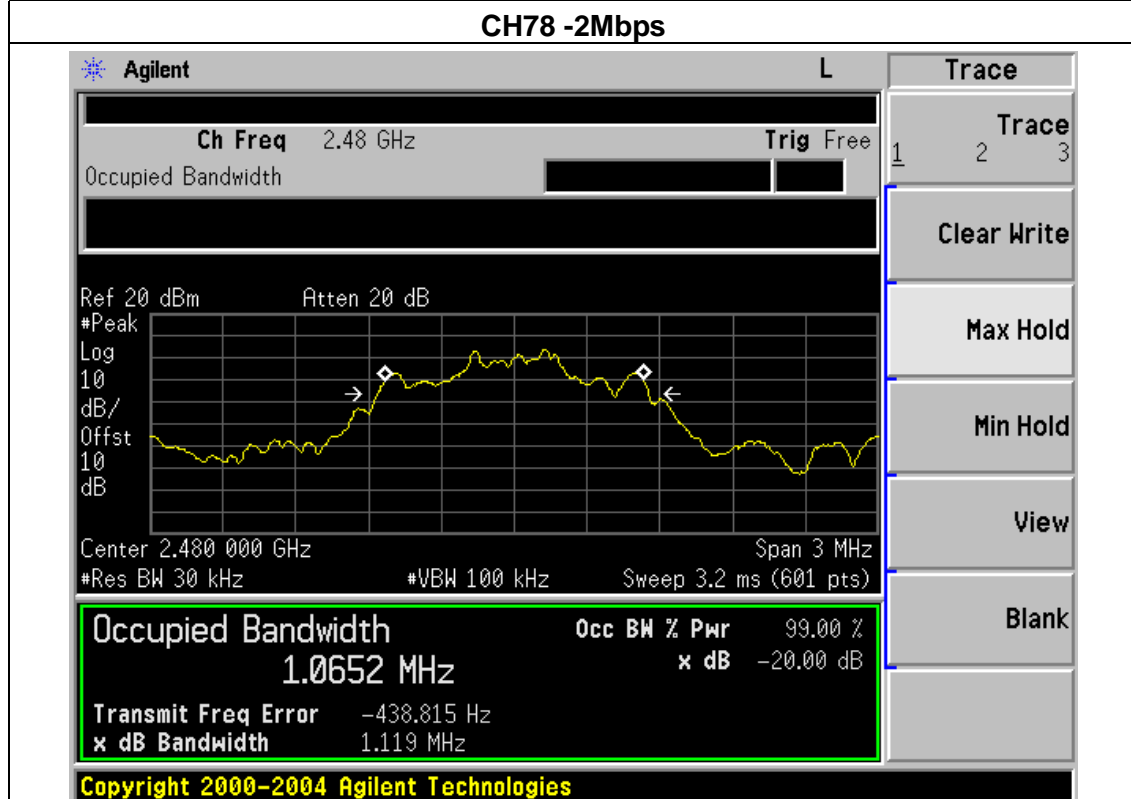 CH78 -2Mbps
Agilent L Trace
Ch Freq 2.48 GHz Trig Free
Occupied Bandwidth
Trace
1 2 3
Clear Write
Max Hold
Min Hold
View
Blank
Ref 20 dBm Atten 20 dB
#Peak
Log
10
dB/
Offst
10
dB
Center 2.480 000 GHz Span 3 MHz
#Res BW 30 kHz #VBW 100 kHz Sweep 3.2 ms (601 pts)
Occupied Bandwidth Occ BW % Pwr 99.00 %
1.0652 MHz x dB -20.00 dB
Transmit Freq Error -438.815 Hz
x dB Bandwidth 1.119 MHz
Copyright 2000-2004 Agilent Technologies